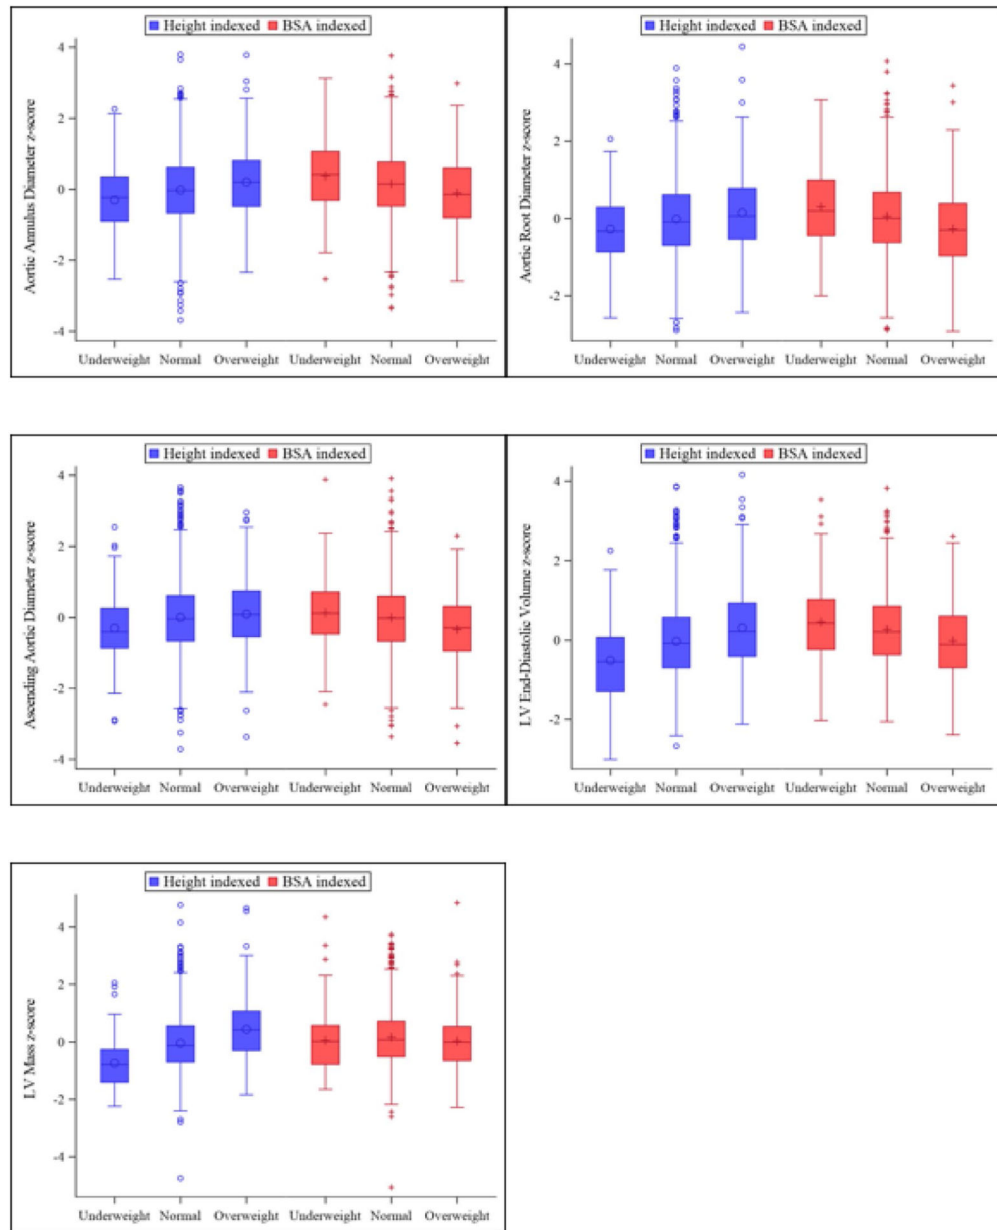 Height indexed BSA indexed
Aortic Annulus Diameter z-score
4
2
0
-2
-4
Underweight Normal Overweight Underweight Normal Overweight
Height indexed BSA indexed
Aortic Root Diameter z-score
4
2
0
-2
Underweight Normal Overweight Underweight Normal Overweight
Height indexed BSA indexed
Ascending Aortic Diameter z-score
4
2
0
-2
-4
Underweight Normal Overweight Underweight Normal Overweight
Height indexed BSA indexed
LV End-Diastolic Volume z-score
4
2
0
-2
Underweight Normal Overweight Underweight Normal Overweight
Height indexed BSA indexed
LV Mass z-score
4
2
0
-2
-4
Underweight Normal Overweight Underweight Normal Overweight